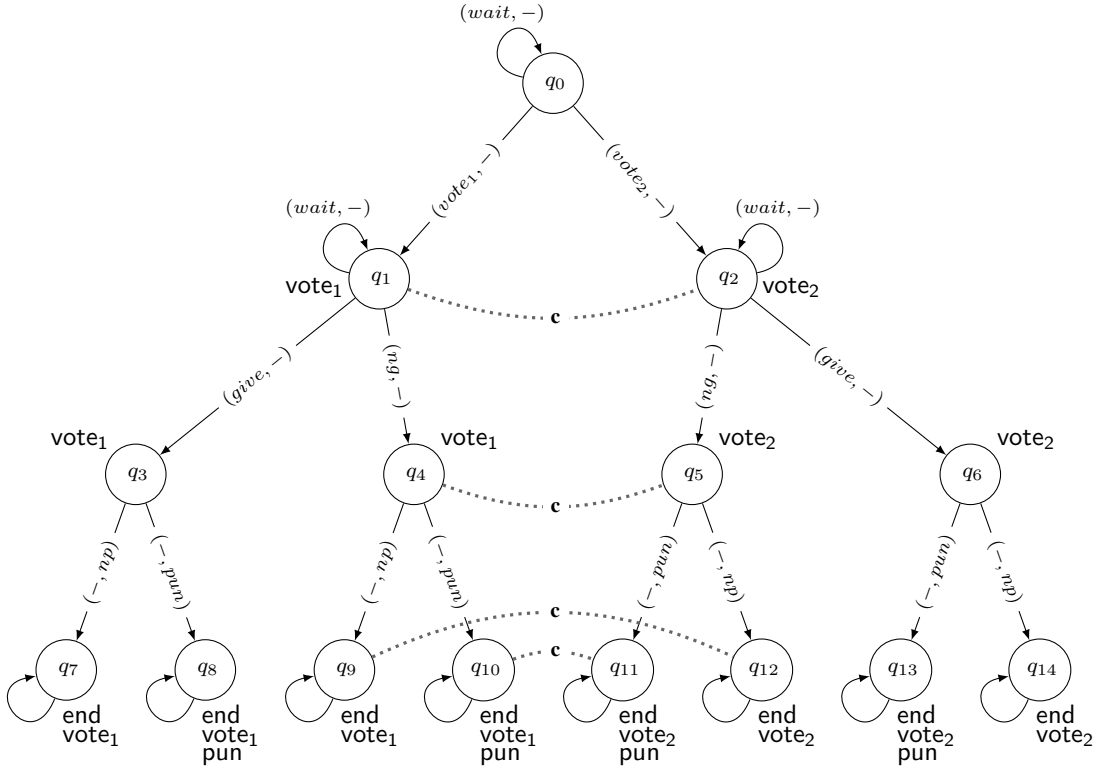 (wait, −)
q₀
(vote₁, −)
(vote₂, −)
(wait, −)
(wait, −)
q₁
q₂
vote₁
vote₂
c
(give, −)
(ng, −)
(ng, −)
(give, −)
vote₁
vote₁
vote₂
vote₂
q₃
q₄
q₅
q₆
c
(−, np)
(−, pun)
(−, np)
(−, pun)
(−, pun)
(−, np)
(−, pun)
(−, np)
c
c
q₇
q₈
q₉
q₁₀
q₁₁
q₁₂
q₁₃
q₁₄
end
vote₁
end
vote₁
pun
end
vote₁
end
vote₁
pun
end
vote₂
pun
end
vote₂
end
vote₂
pun
end
vote₂